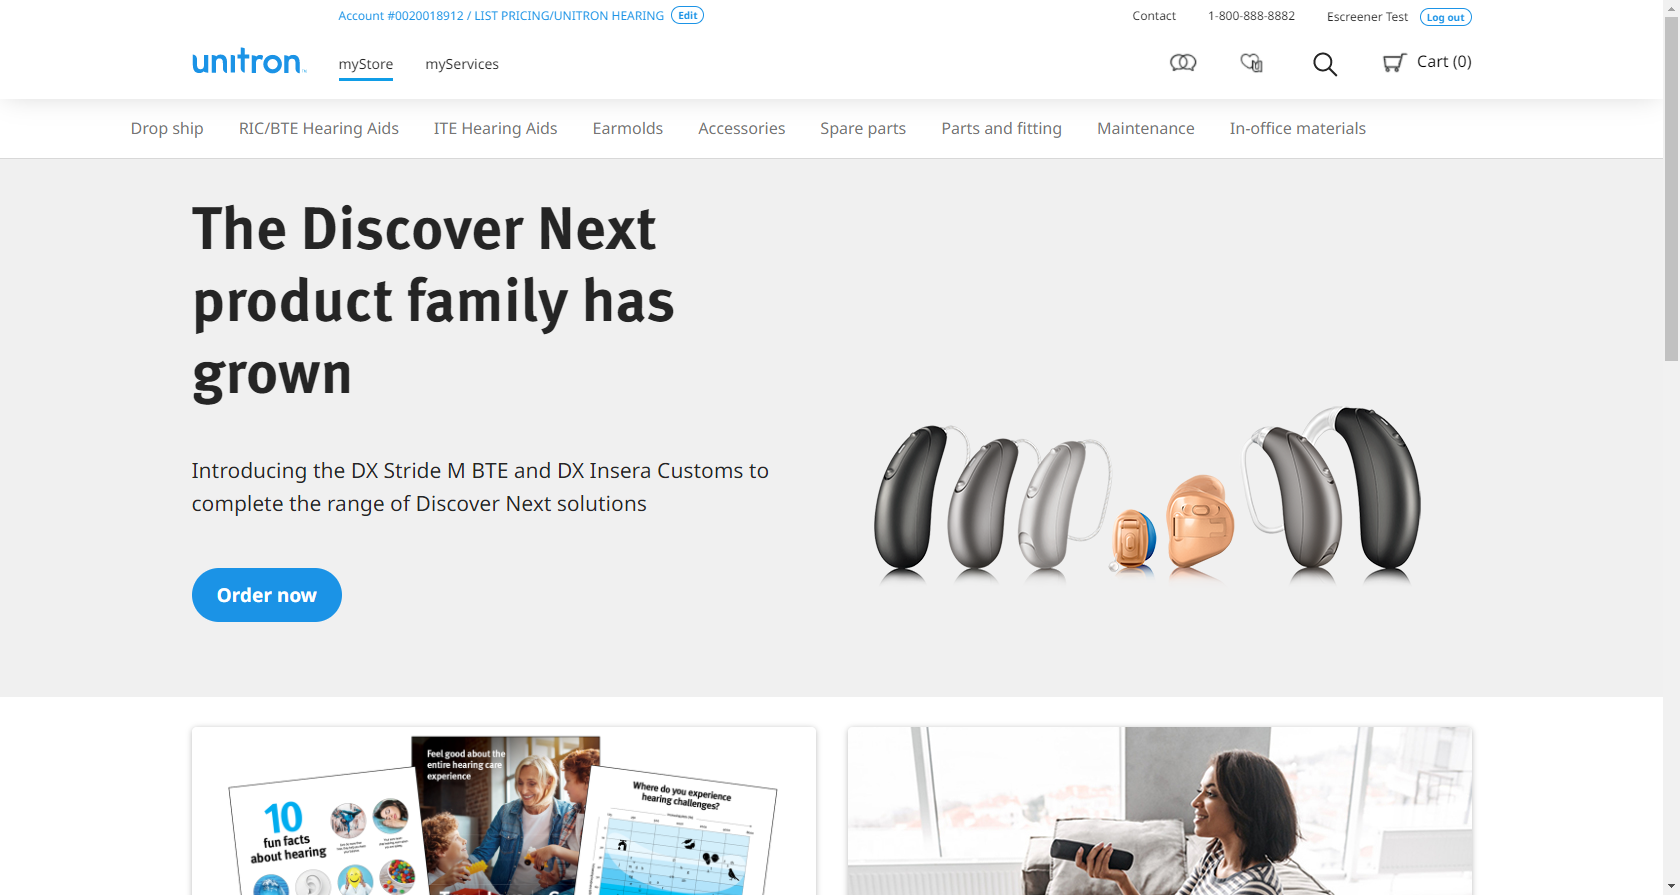 Account #0020018912 / LIST PRICING/UNITRON HEARING Edit
Contact 1-800-888-8882 Escreener Test Log out
unitron myStore myServices Cart (0)
Drop ship RIC/BTE Hearing Aids ITE Hearing Aids Earmolds Accessories Spare parts Parts and fitting Maintenance In-office materials
The Discover Next
product family has
grown
Introducing the DX Stride M BTE and DX Insera Customs to
complete the range of Discover Next solutions
Order now
10
fun facts
about hearing
Feel good about the
entire hearing care
experience
Where do you experience
hearing challenges?